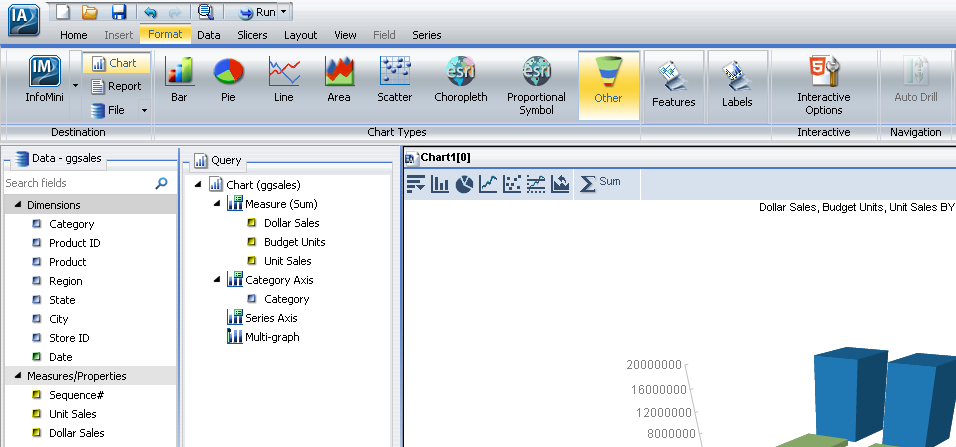 IA Run
Home Insert Format Data Slicers Layout View Field Series
IM Chart Report File InfoMini
Bar Pie Line Area Scatter esri Choropleth esri Proportional Symbol Other Features Labels 5 Interactive Options Auto Drill
Destination Chart Types Interactive Navigation
Data - ggsales
Search fields
Dimensions
Category
Product ID
Product
Region
State
City
Store ID
Date
Measures/Properties
Sequence#
Unit Sales
Dollar Sales
Query
Chart (ggsales)
Measure (Sum)
Dollar Sales
Budget Units
Unit Sales
Category Axis
Category
Series Axis
Multi-graph
Chart1[0]
Sum
Dollar Sales, Budget Units, Unit Sales BY
20000000
16000000
12000000
8000000